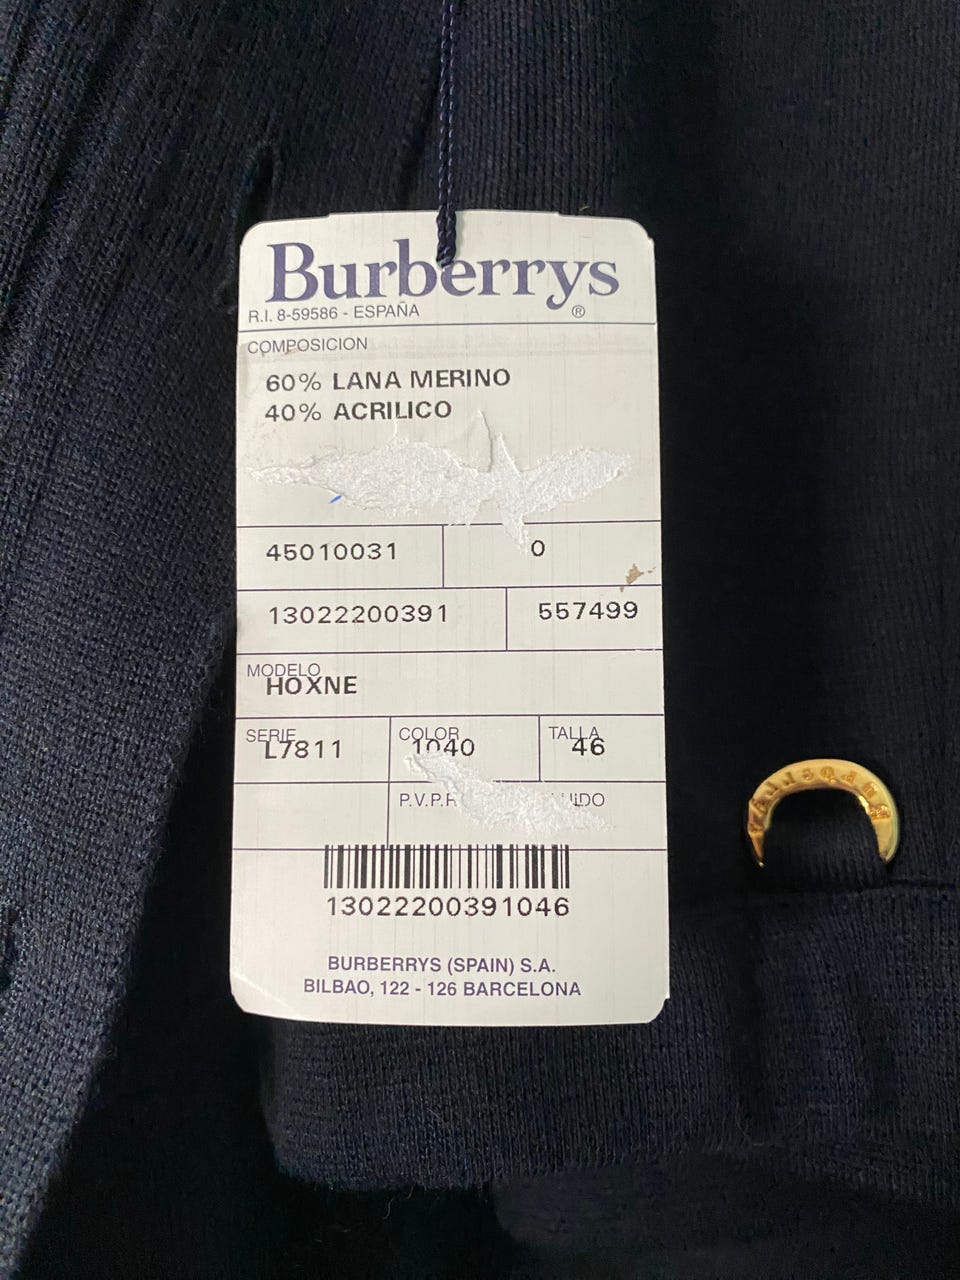 Burberrys
®
R.I. 8-59586 - ESPAÑA
COMPOSICION
60% LANA MERINO
40% ACRILICO
45010031 0
13022200391 557499
MODELO
HOXNE
SERIE COLOR TALLA
L7811 1040 46
P.V.P.R
13022200391046
BURBERRYS (SPAIN) S.A.
BILBAO, 122 - 126 BARCELONA